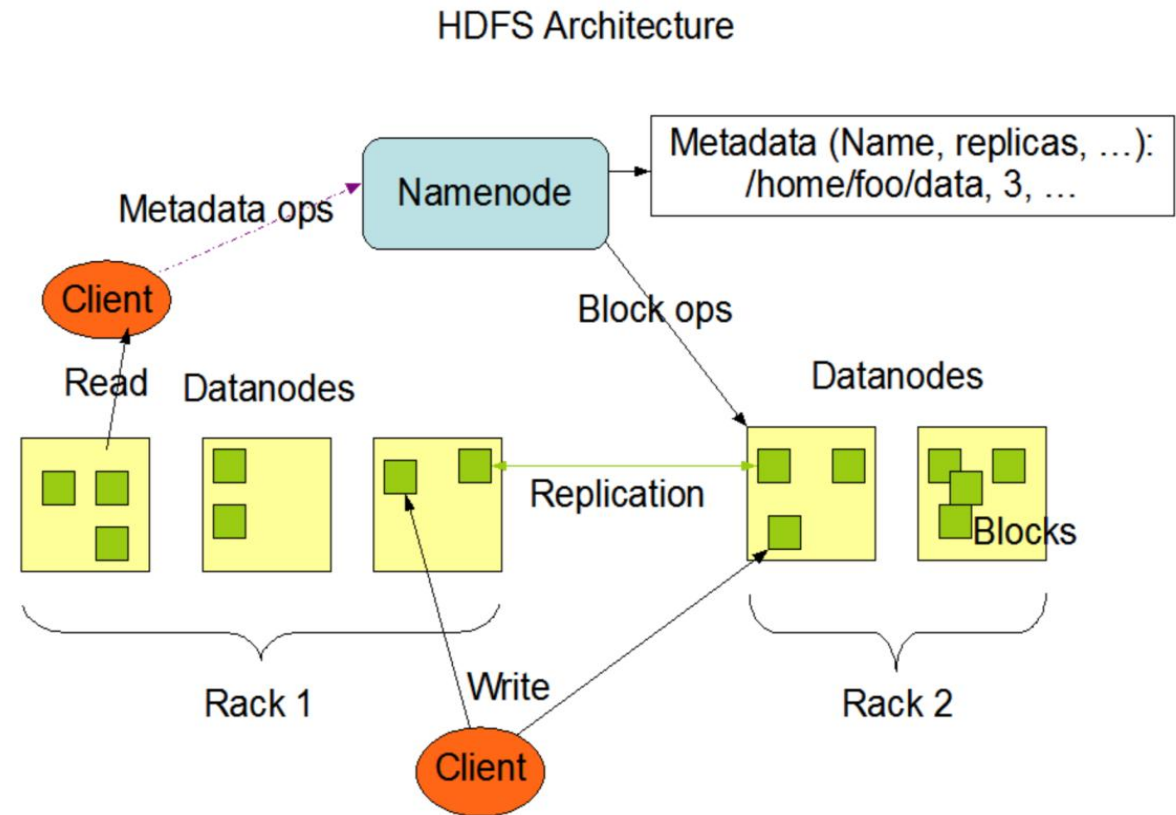 HDFS Architecture
Metadata (Name, replicas, …):
/home/foo/data, 3, …
Namenode
Metadata ops
Client
Block ops
Read
Datanodes
Datanodes
Replication
Blocks
Rack 1
Write
Rack 2
Client